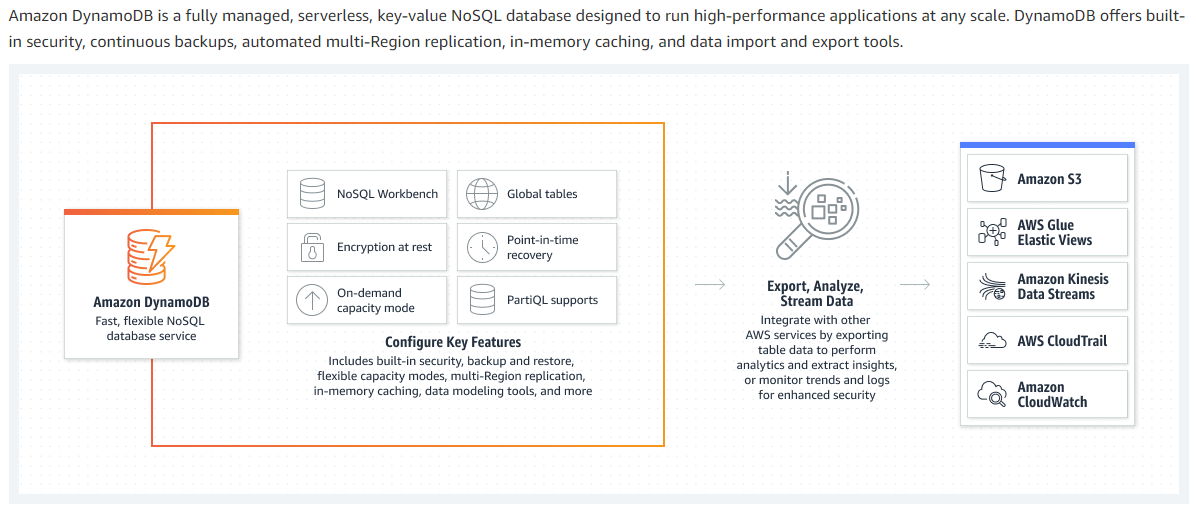 Amazon DynamoDB is a fully managed, serverless, key-value NoSQL database designed to run high-performance applications at any scale. DynamoDB offers built-
in security, continuous backups, automated multi-Region replication, in-memory caching, and data import and export tools.
Amazon DynamoDB
Fast, flexible NoSQL
database service
NoSQL Workbench
Global tables
Encryption at rest
Point-in-time
recovery
On-demand
capacity mode
PartiQL supports
Configure Key Features
Includes built-in security, backup and restore,
flexible capacity modes, multi-Region replication,
in-memory caching, data modeling tools, and more
Export, Analyze,
Stream Data
Integrate with other
AWS services by exporting
table data to perform
analytics and extract insights,
or monitor trends and logs
for enhanced security
Amazon S3
AWS Glue
Elastic Views
Amazon Kinesis
Data Streams
AWS CloudTrail
Amazon
CloudWatch